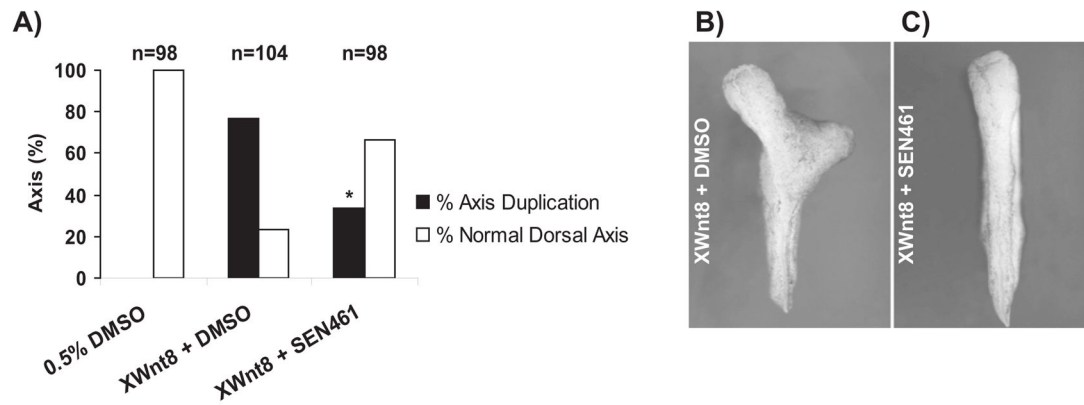 A)
n=98 n=104 n=98
100
80
60
40
20
0
Axis (%)
*
0.5% DMSO
XWnt8 + DMSO
XWnt8 + SEN461
% Axis Duplication
% Normal Dorsal Axis
B)
XWnt8 + DMSO
C)
XWnt8 + SEN461